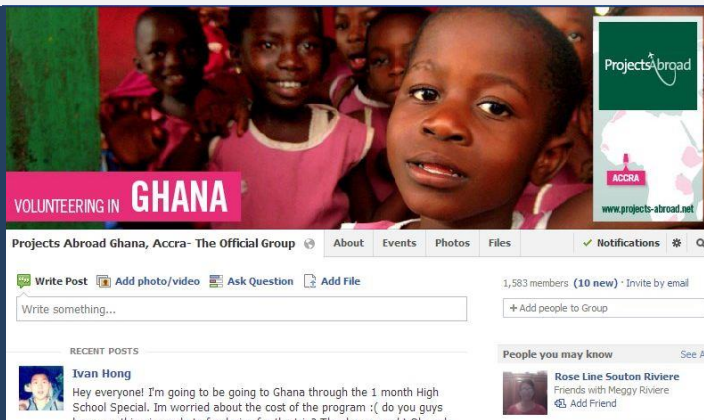 ProjectsAbroad
ACCRA
www.projects-abroad.net
VOLUNTEERING IN GHANA
Projects Abroad Ghana, Accra- The Official Group
About
Events
Photos
Files
✓ Notifications
Write Post
Add photo/video
Ask Question
Add File
Write something...
1,583 members (10 new) · Invite by email
+ Add people to Group
RECENT POSTS
Ivan Hong
Hey everyone! I'm going to be going to Ghana through the 1 month High
School Special. Im worried about the cost of the program :( do you guys
People you may know
See A
Rose Line Souton Riviere
Friends with Meggy Riviere
Add Friend